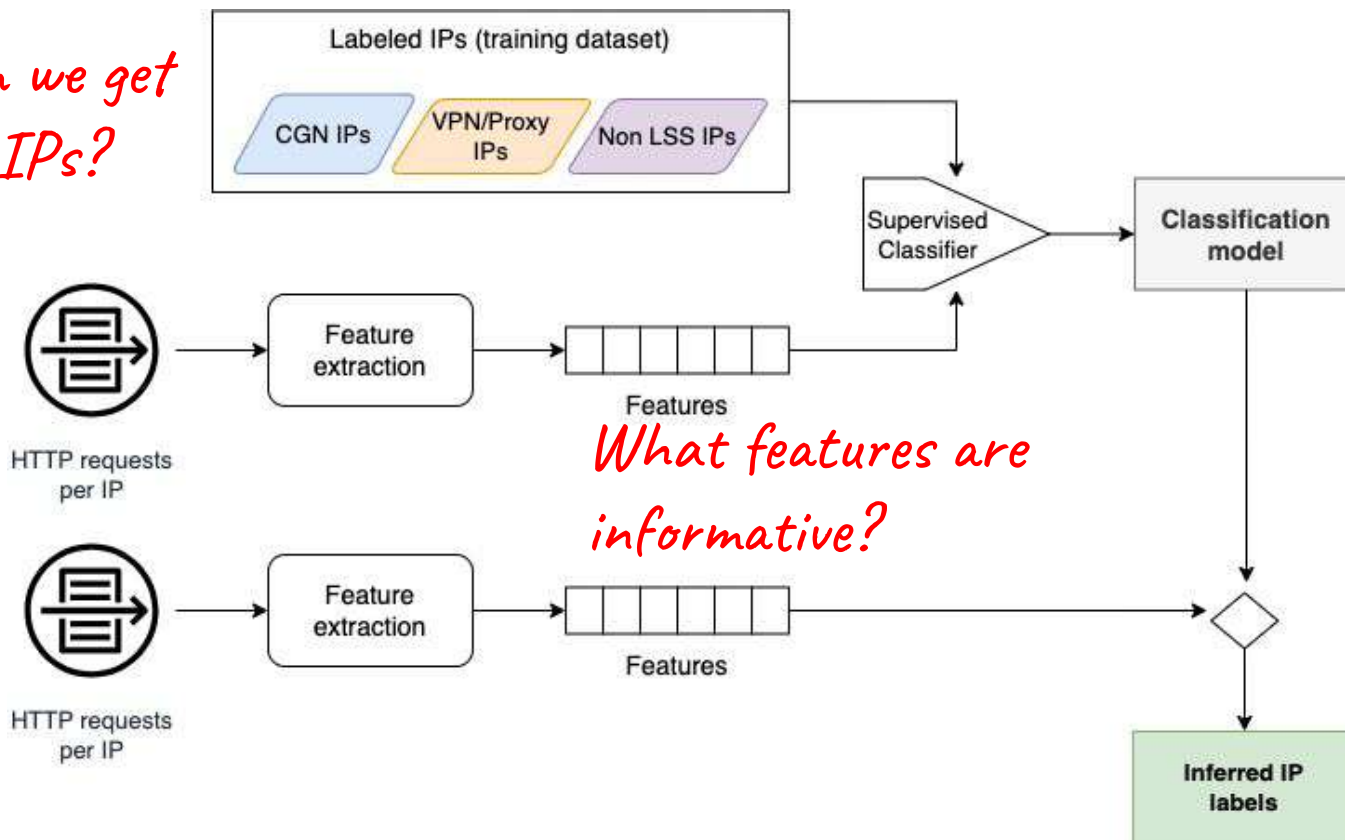 we get
IPs?
Labeled IPs (training dataset)
CGN IPs
VPN/Proxy
IPs
Non LSS IPs
Supervised
Classifier
Classification
model
Feature
extraction
Features
HTTP requests
per IP
What features are
informative?
Feature
extraction
Features
HTTP requests
per IP
Inferred IP
labels